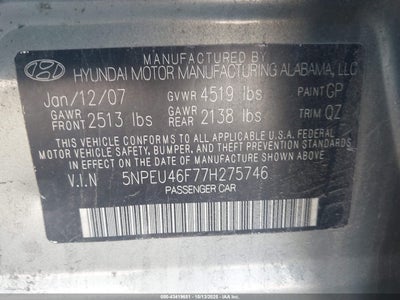 MANUFACTURED BY
HYUNDAI MOTOR MANUFACTURING ALABAMA, LLC
Jan/12/07 GVWR 4519 lbs PAINT GP
GAWR FRONT 2513 lbs GAWR REAR 2138 lbs TRIM QZ
THIS VEHICLE CONFORMS TO ALL APPLICABLE U.S. FEDERAL
MOTOR VEHICLE SAFETY, BUMPER, AND THEFT PREVENTION STANDARDS
IN EFFECT ON THE DATE OF MANUFACTURE SHOWN ABOVE.
V.I.N 5NPEU46F77H275746
PASSENGER CAR